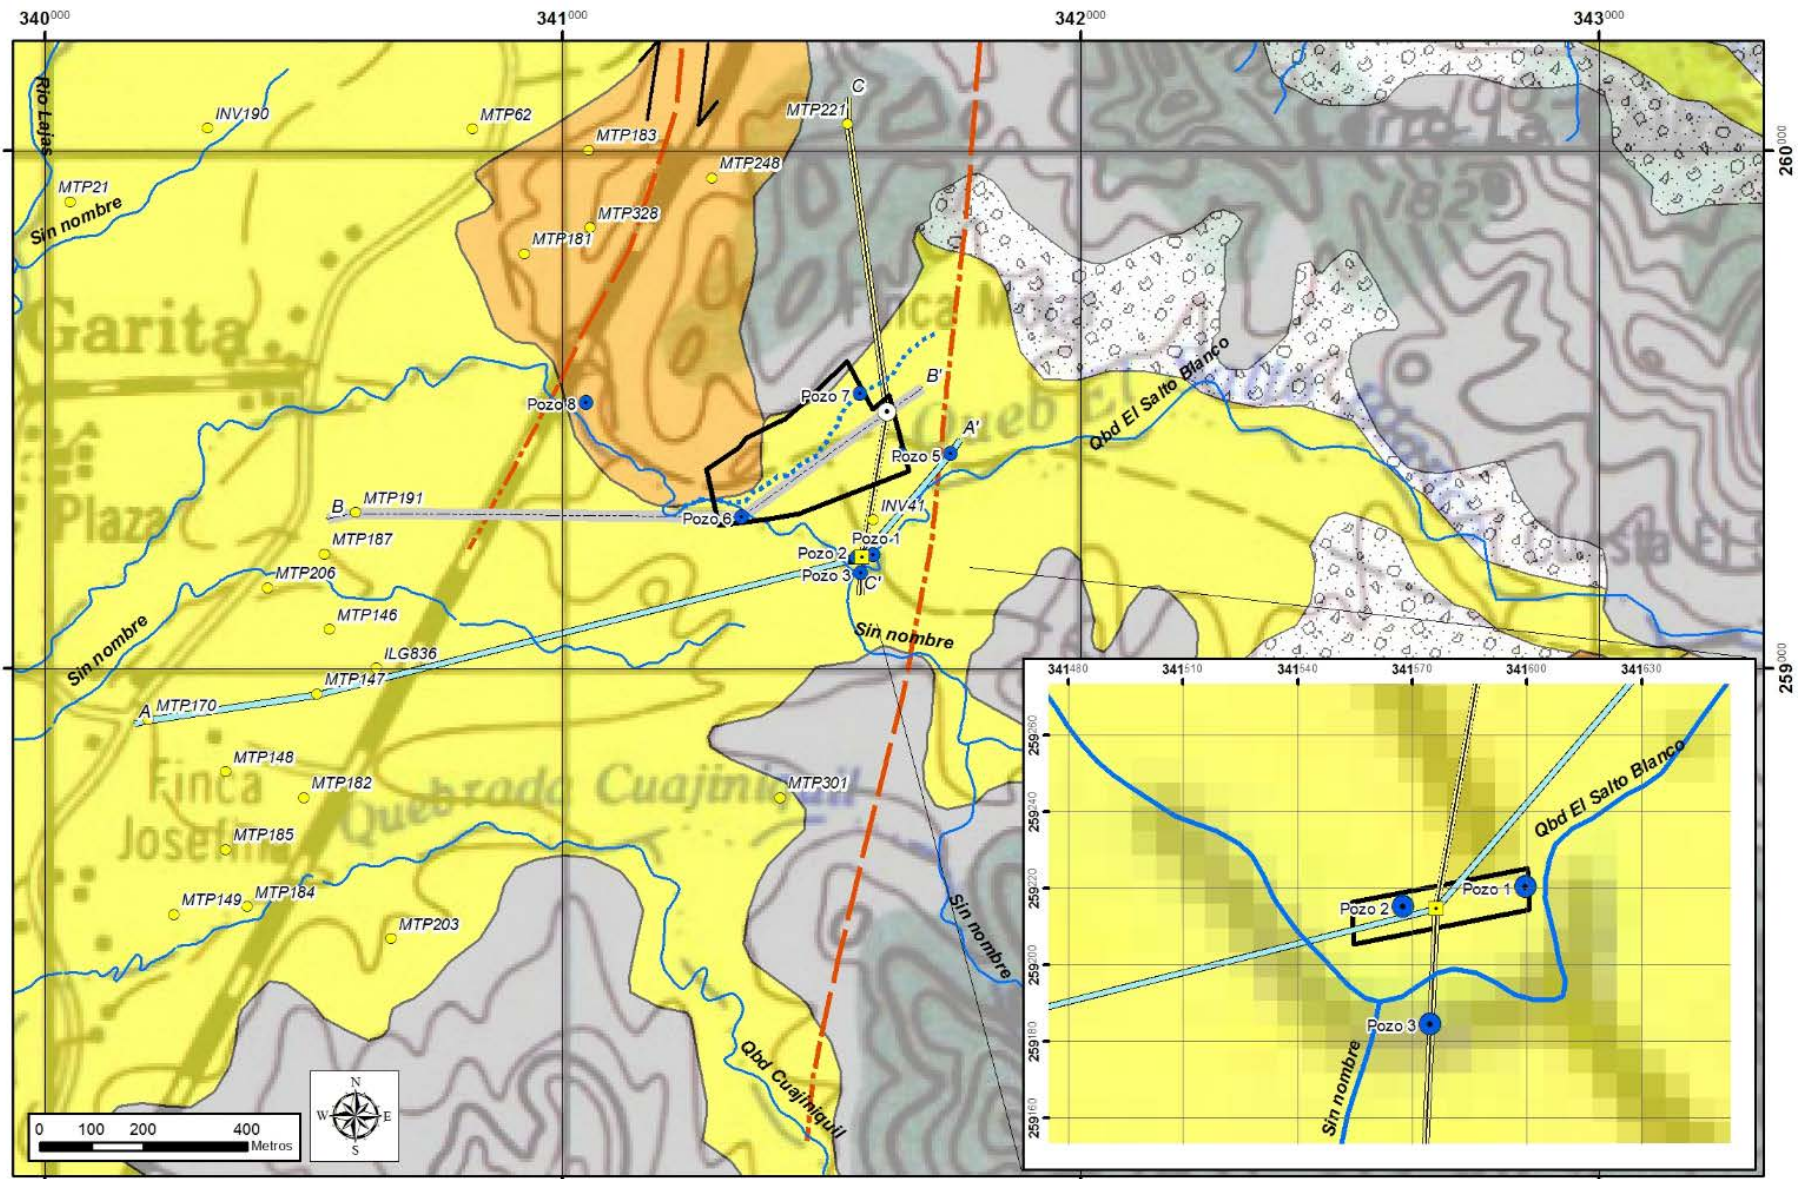 340000
341000
342000
343000
Rio Lajas
INV190
MTP62
MTP183
MTP221
C
MTP248
260000
MTP21
Sin nombre
MTP328
MTP181
182
Garita
Finca
Pozo 8
Pozo 7
B'
Queb El
Qbd El Salto Blanco
A'
Pozo 5
B
MTP191
Plaza
Pozo 6
INV41
MTP187
Pozo 1
Pozo 2
Pozo 3
C'
MTP206
MTP146
Sin nombre
Sin nombre
ILG836
MTP147
259000
A
MTP170
MTP148
Finca
MTP182
Quebrada Cuajiniquil
MTP301
MTP185
MTP149
MTP184
MTP203
Sin nombre
Qbd Cuajiniquil
N
W
E
S
0
100
200
400
Metros
341480
341510
341540
341570
341600
341630
259260
259240
259220
259200
259180
259160
Qbd El Salto Blanco
Pozo 1
Pozo 2
Pozo 3
Sin nombre